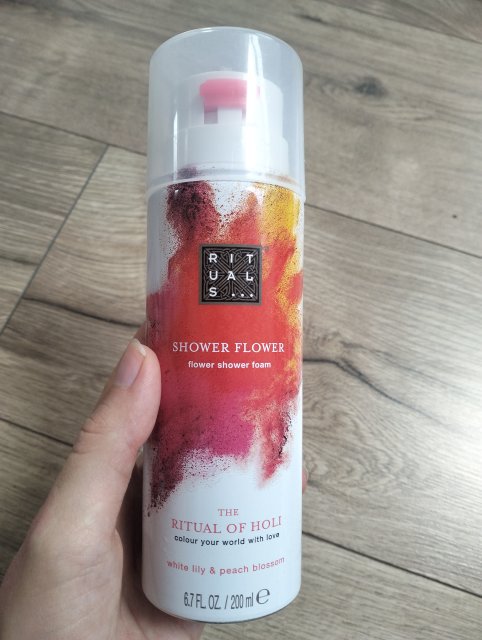 RIT
UAL
S...
SHOWER FLOWER
flower shower foam
THE
RITUAL OF HOLI
colour your world with love
white lily & peach blossom
6.7 FL. OZ. / 200 ml ℮